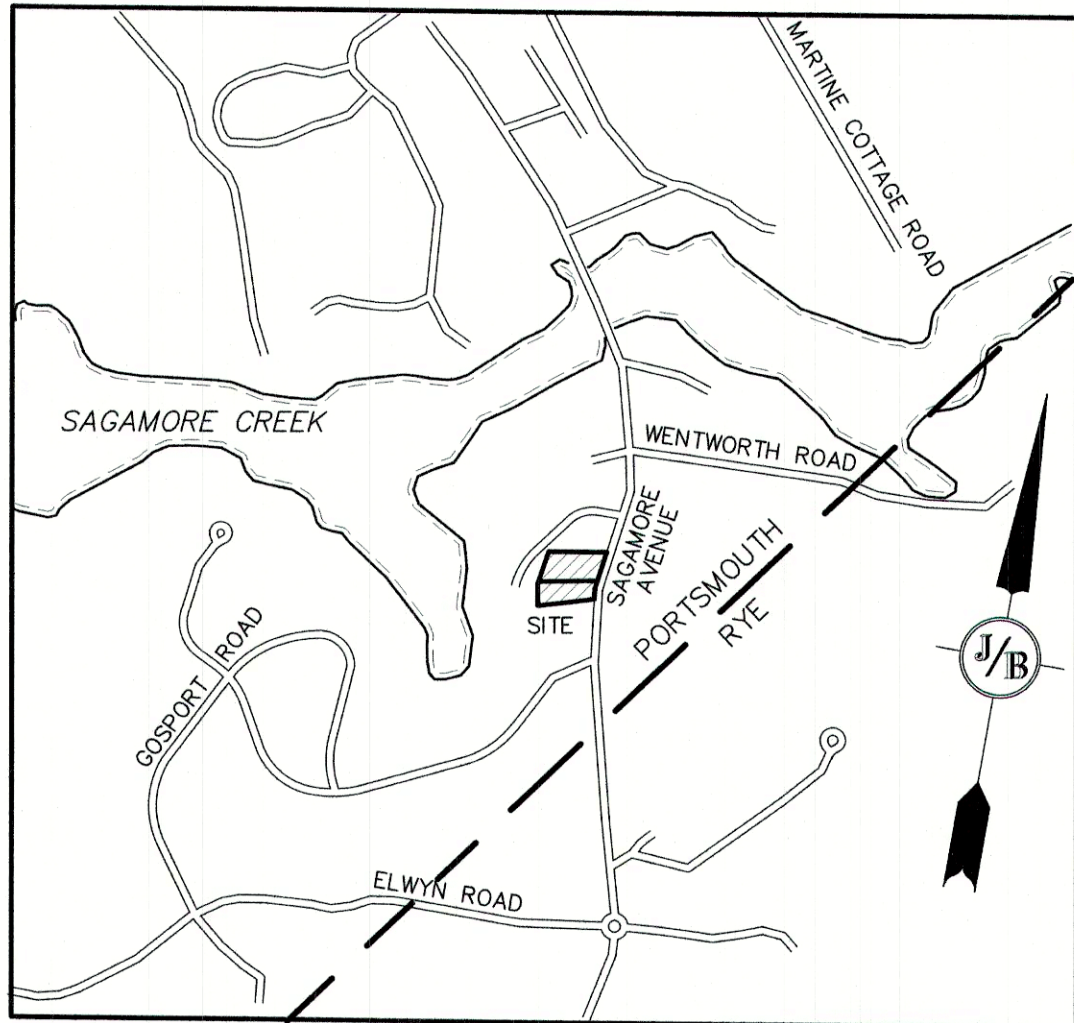 MARTINE COTTAGE ROAD
SAGAMORE CREEK
WENTWORTH ROAD
SAGAMORE
AVENUE
PORTSMOUTH
RYE
SITE
GOSPORT ROAD
J/B
ELWYN ROAD